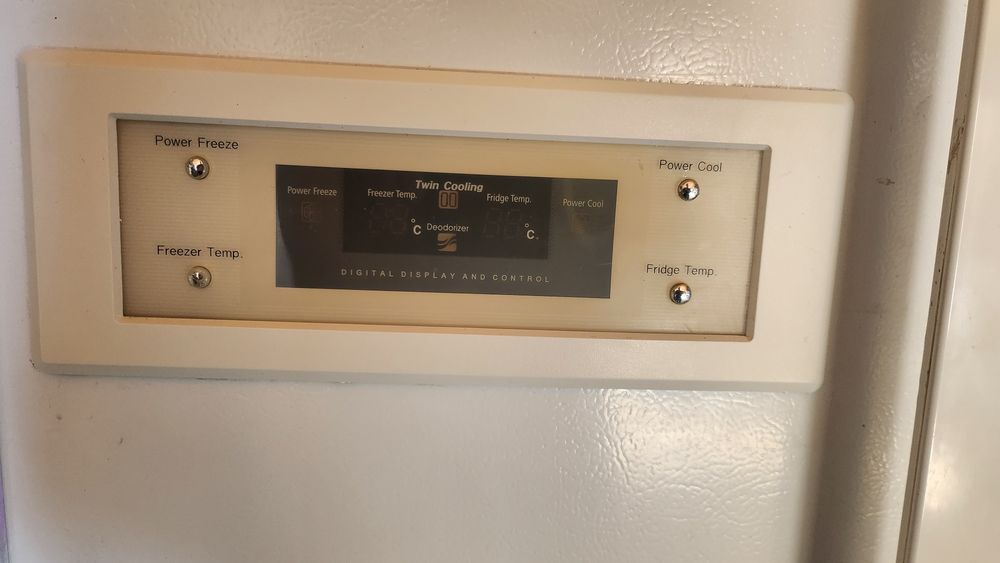 Power Freeze
Power Cool
Freezer Temp.
Fridge Temp.
Twin Cooling
Power Freeze
Freezer Temp.
Fridge Temp.
Power Cool
°C
Deodorizer
°C
DIGITAL DISPLAY AND CONTROL